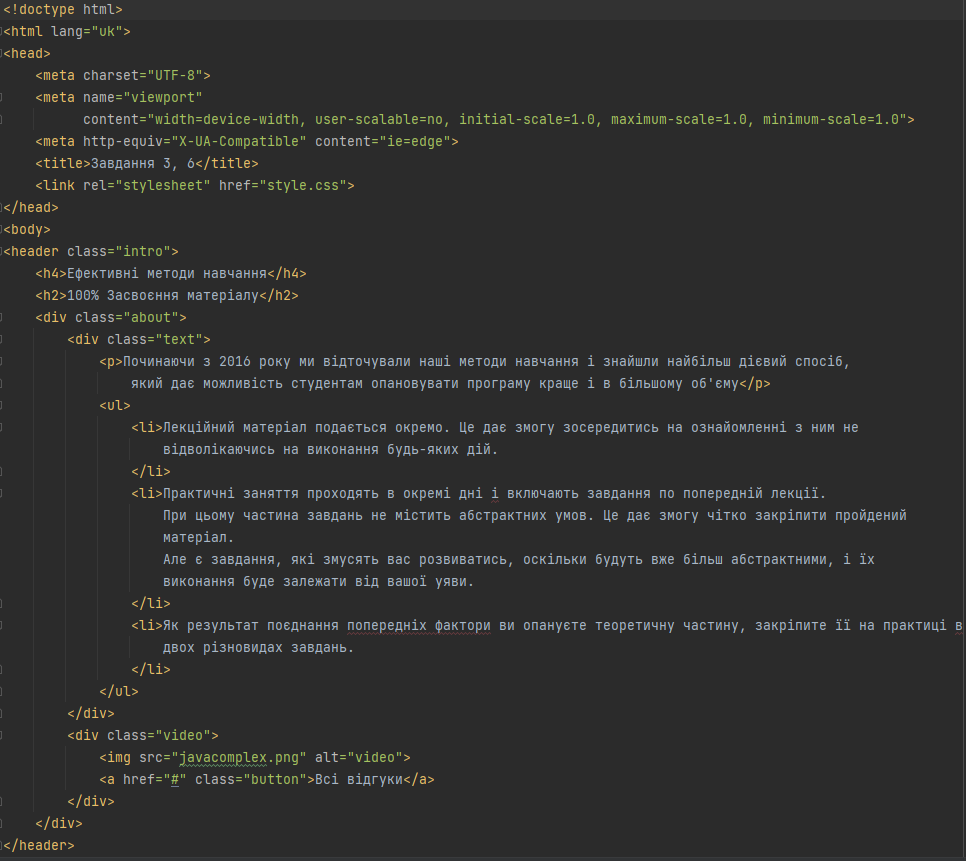 <!doctype html>
<html lang="uk">
<head>
    <meta charset="UTF-8">
    <meta name="viewport"
          content="width=device-width, user-scalable=no, initial-scale=1.0, maximum-scale=1.0, minimum-scale=1.0">
    <meta http-equiv="X-UA-Compatible" content="ie=edge">
    <title>Завдання 3, 6</title>
    <link rel="stylesheet" href="style.css">
</head>
<body>
<header class="intro">
    <h4>Ефективні методи навчання</h4>
    <h2>100% Засвоєння матеріалу</h2>
    <div class="about">
        <div class="text">
            <p>Починаючи з 2016 року ми відточували наші методи навчання і знайшли найбільш дієвий спосіб,
                який дає можливість студентам опановувати програму краще і в більшому об'єму</p>
            <ul>
                <li>Лекційний матеріал подається окремо. Це дає змогу зосередитись на ознайомленні з ним не
                    відволікаючись на виконання будь-яких дій.
                </li>
                <li>Практичні заняття проходять в окремі дні і включають завдання по попередній лекції.
                    При цьому частина завдань не містить абстрактних умов. Це дає змогу чітко закріпити пройдений
                    матеріал.
                    Але є завдання, які змусять вас розвиватись, оскільки будуть вже більш абстрактними, і їх
                    виконання буде залежати від вашої уяви.
                </li>
                <li>Як результат поєднання попередніх фактори ви опануєте теоретичну частину, закріпите її на практиці в
                    двох різновидах завдань.
                </li>
            </ul>
        </div>
        <div class="video">
            <img src="javacomplex.png" alt="video">
            <a href="#" class="button">Всі відгуки</a>
        </div>
    </div>
</header>